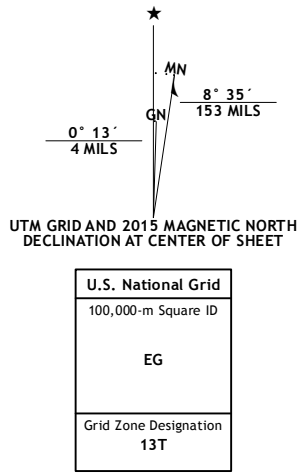 ★
MN
8° 35´
153 MILS
GN
0° 13´
4 MILS
UTM GRID AND 2015 MAGNETIC NORTH
DECLINATION AT CENTER OF SHEET
U.S. National Grid
100,000-m Square ID
EG
Grid Zone Designation
13T